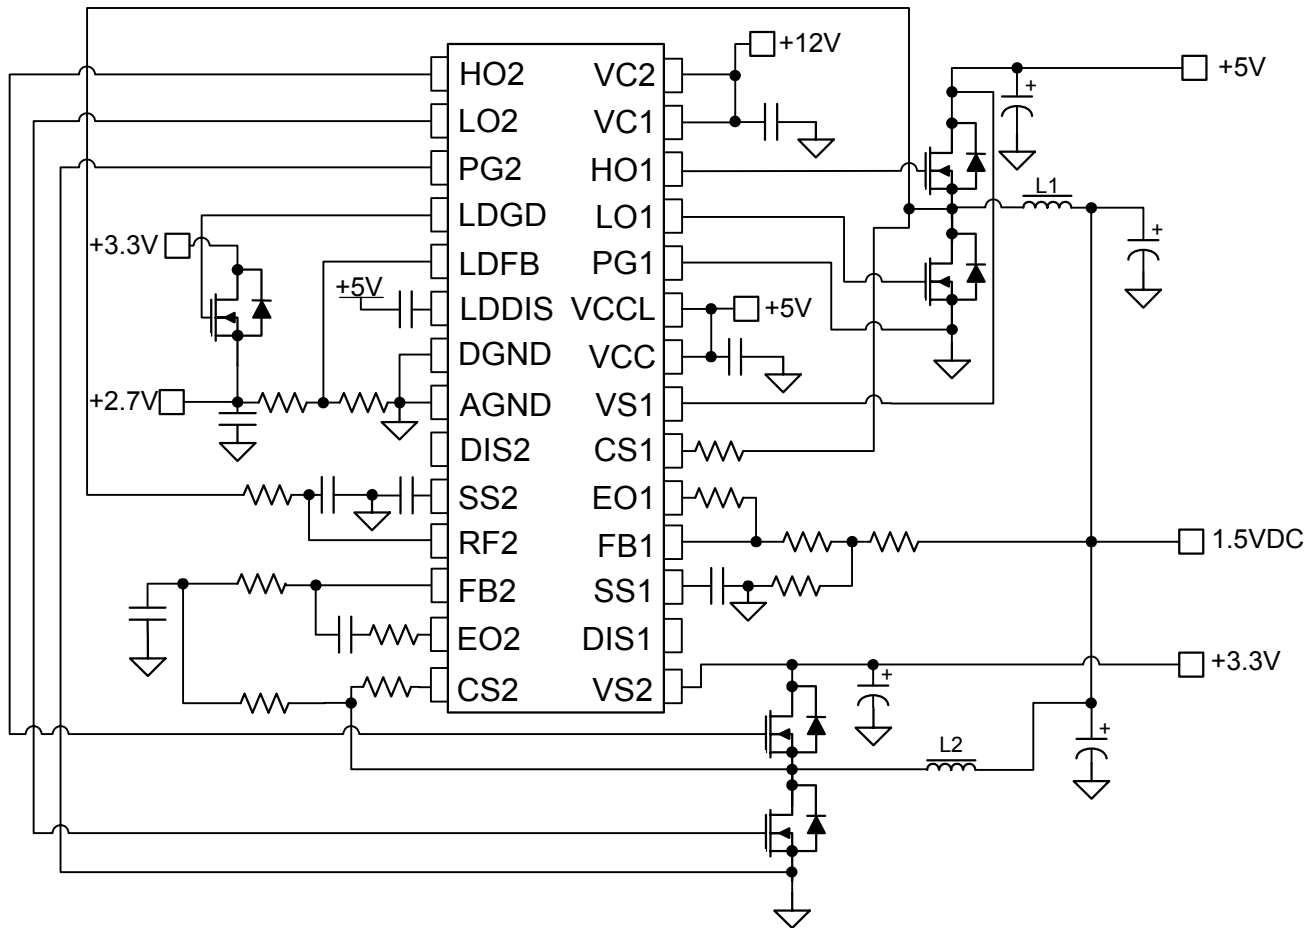 +12V
HO2
VC2
+5V
+
LO2
VC1
PG2
HO1
L1
LDGD
LO1
+3.3V
+
LDFB
PG1
+5V
LDDIS
VCCL
+5V
DGND
VCC
+2.7V
AGND
VS1
DIS2
CS1
SS2
EO1
RF2
FB1
1.5VDC
FB2
SS1
EO2
DIS1
+3.3V
CS2
VS2
+
L2
+